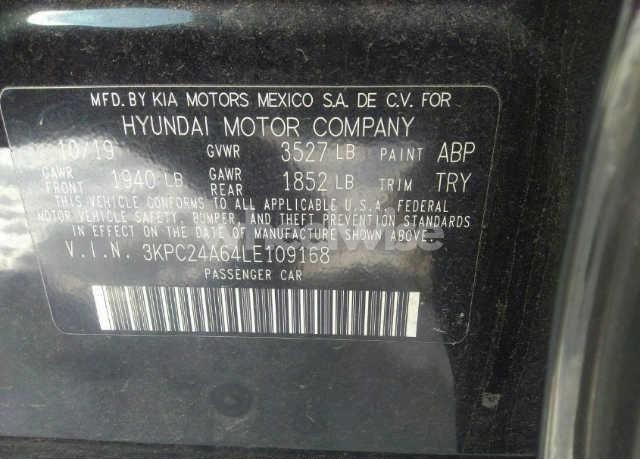 MFD. BY KIA MOTORS MEXICO S.A. DE C.V. FOR
HYUNDAI MOTOR COMPANY
10/19 GVWR 3527 LB PAINT ABP
GAWR FRONT 1940 LB GAWR REAR 1852 LB TRIM TRY
THIS VEHICLE CONFORMS TO ALL APPLICABLE U.S.A. FEDERAL
MOTOR VEHICLE SAFETY, BUMPER, AND THEFT PREVENTION STANDARDS
IN EFFECT ON THE DATE OF MANUFACTURE SHOWN ABOVE.
V.I.N. 3KPC24A64LE109168
PASSENGER CAR